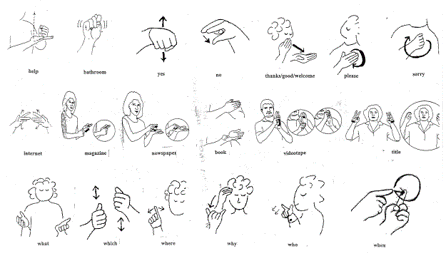 help bathroom yes no thanks/good/welcome please sorry
internet magazine newspaper book videotape title
what which where why who when